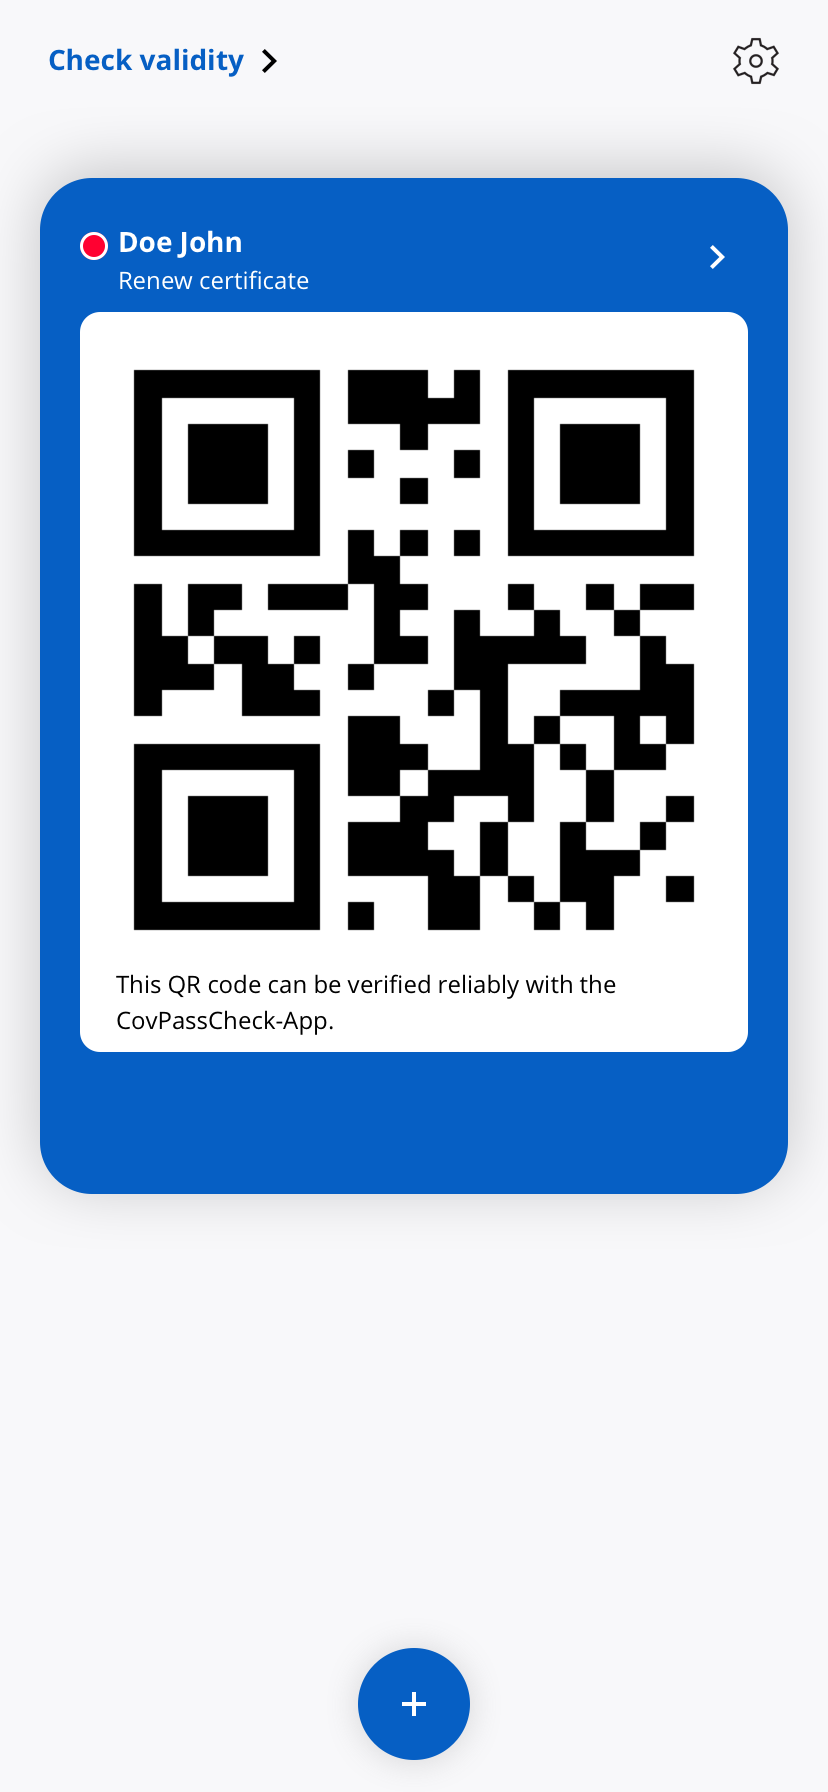 Check validity
Doe John
Renew certificate
This QR code can be verified reliably with the
CovPassCheck-App.